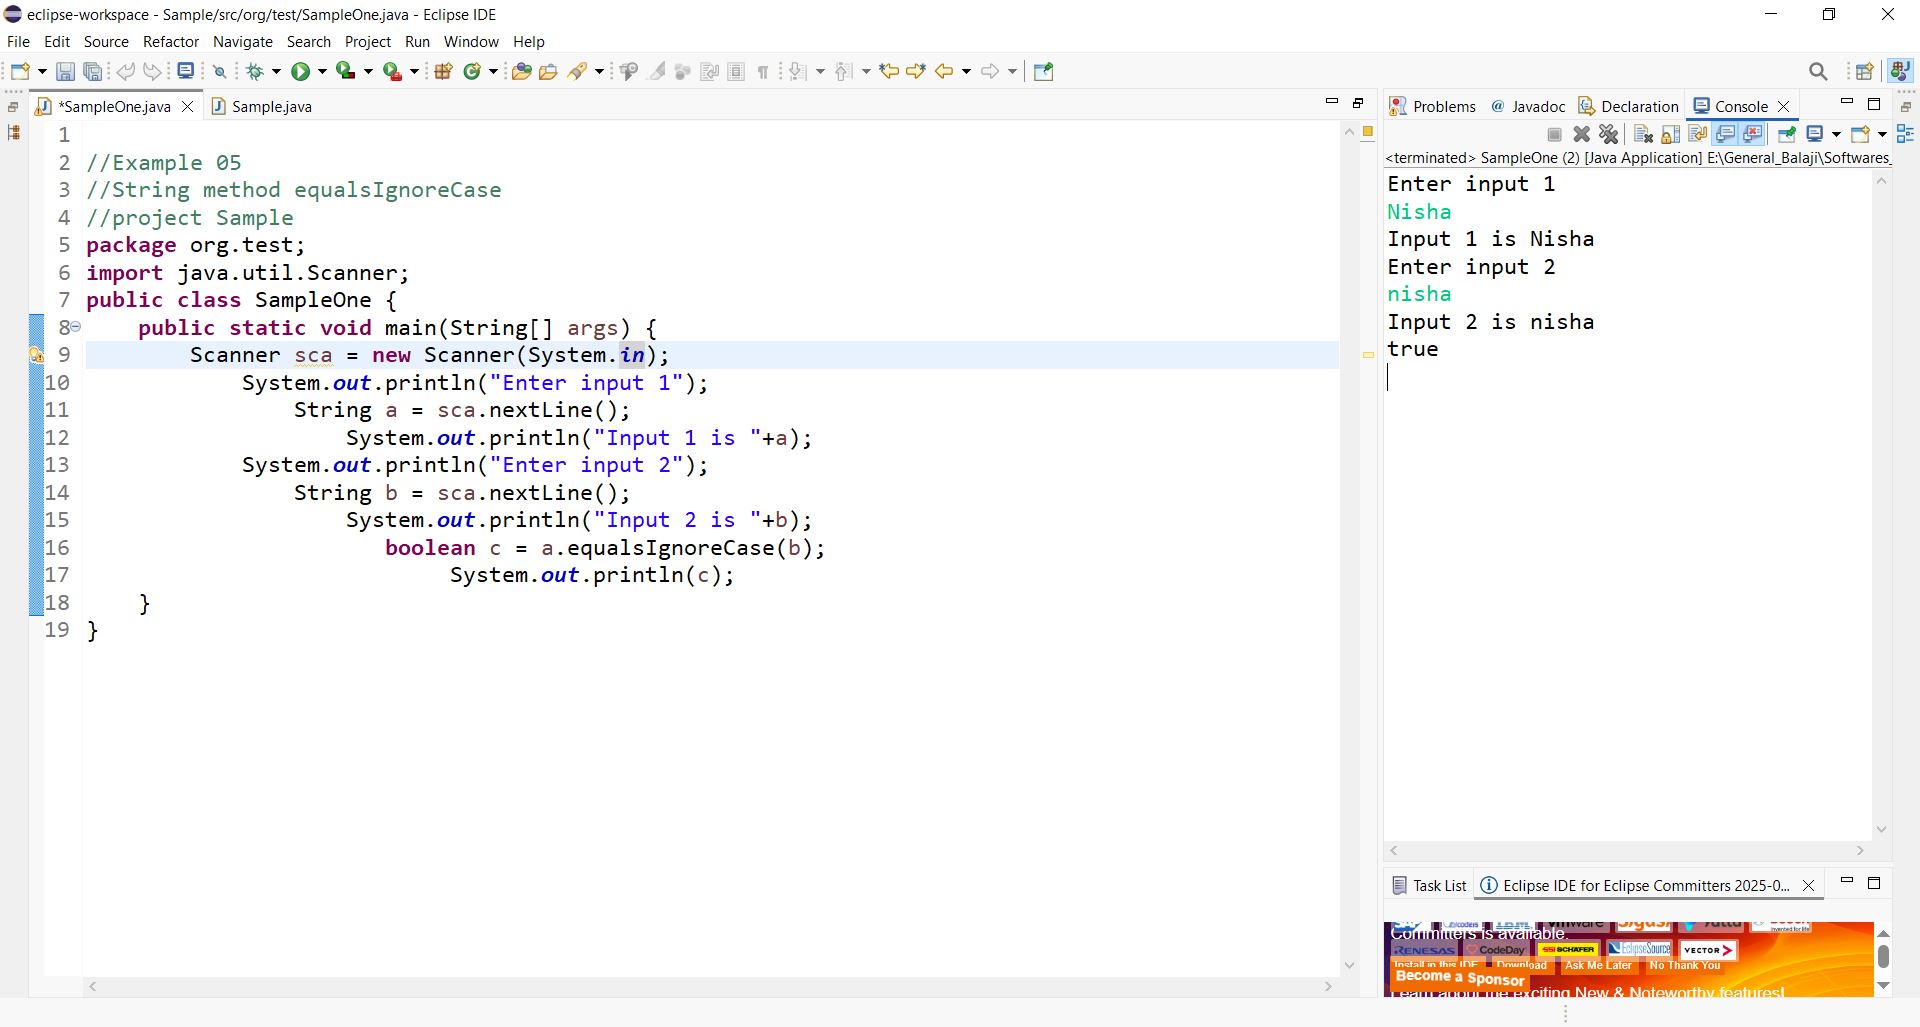 eclipse-workspace - Sample/src/org/test/SampleOne.java - Eclipse IDE
File Edit Source Refactor Navigate Search Project Run Window Help
*SampleOne.java Sample.java
1
2 //Example 05
3 //String method equalsIgnoreCase
4 //project Sample
5 package org.test;
6 import java.util.Scanner;
7 public class SampleOne {
8 public static void main(String[] args) {
9 Scanner sca = new Scanner(System.in);
10 System.out.println("Enter input 1");
11 String a = sca.nextLine();
12 System.out.println("Input 1 is "+a);
13 System.out.println("Enter input 2");
14 String b = sca.nextLine();
15 System.out.println("Input 2 is "+b);
16 boolean c = a.equalsIgnoreCase(b);
17 System.out.println(c);
18 }
19 }
Problems @ Javadoc Declaration Console
<terminated> SampleOne (2) [Java Application] E:\General_Balaji\Softwares_
Enter input 1
Nisha
Input 1 is Nisha
Enter input 2
nisha
Input 2 is nisha
true
Task List Eclipse IDE for Eclipse Committers 2025-0...
Committers is available.
RENESAS CodeDay SCHAEFER EclipseSource VECTOR
Install in this IDE Download Ask Me Later No Thank You
Become a Sponsor
Learn about the exciting New & Noteworthy features!